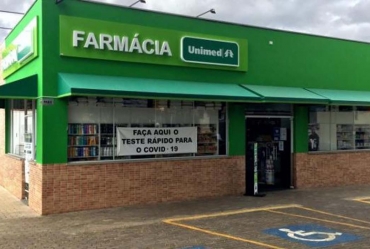 FARMÁCIA
Unimed
FAÇA AQUI O
TESTE RÁPIDO PARA
O COVID-19